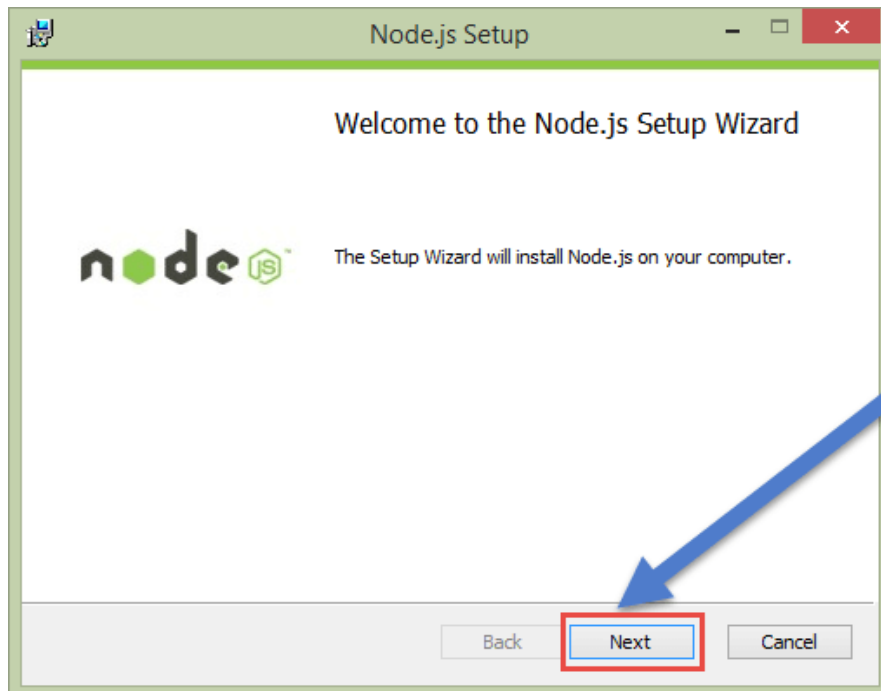 Node.js Setup
Welcome to the Node.js Setup Wizard
node JS
The Setup Wizard will install Node.js on your computer.
Back Next Cancel